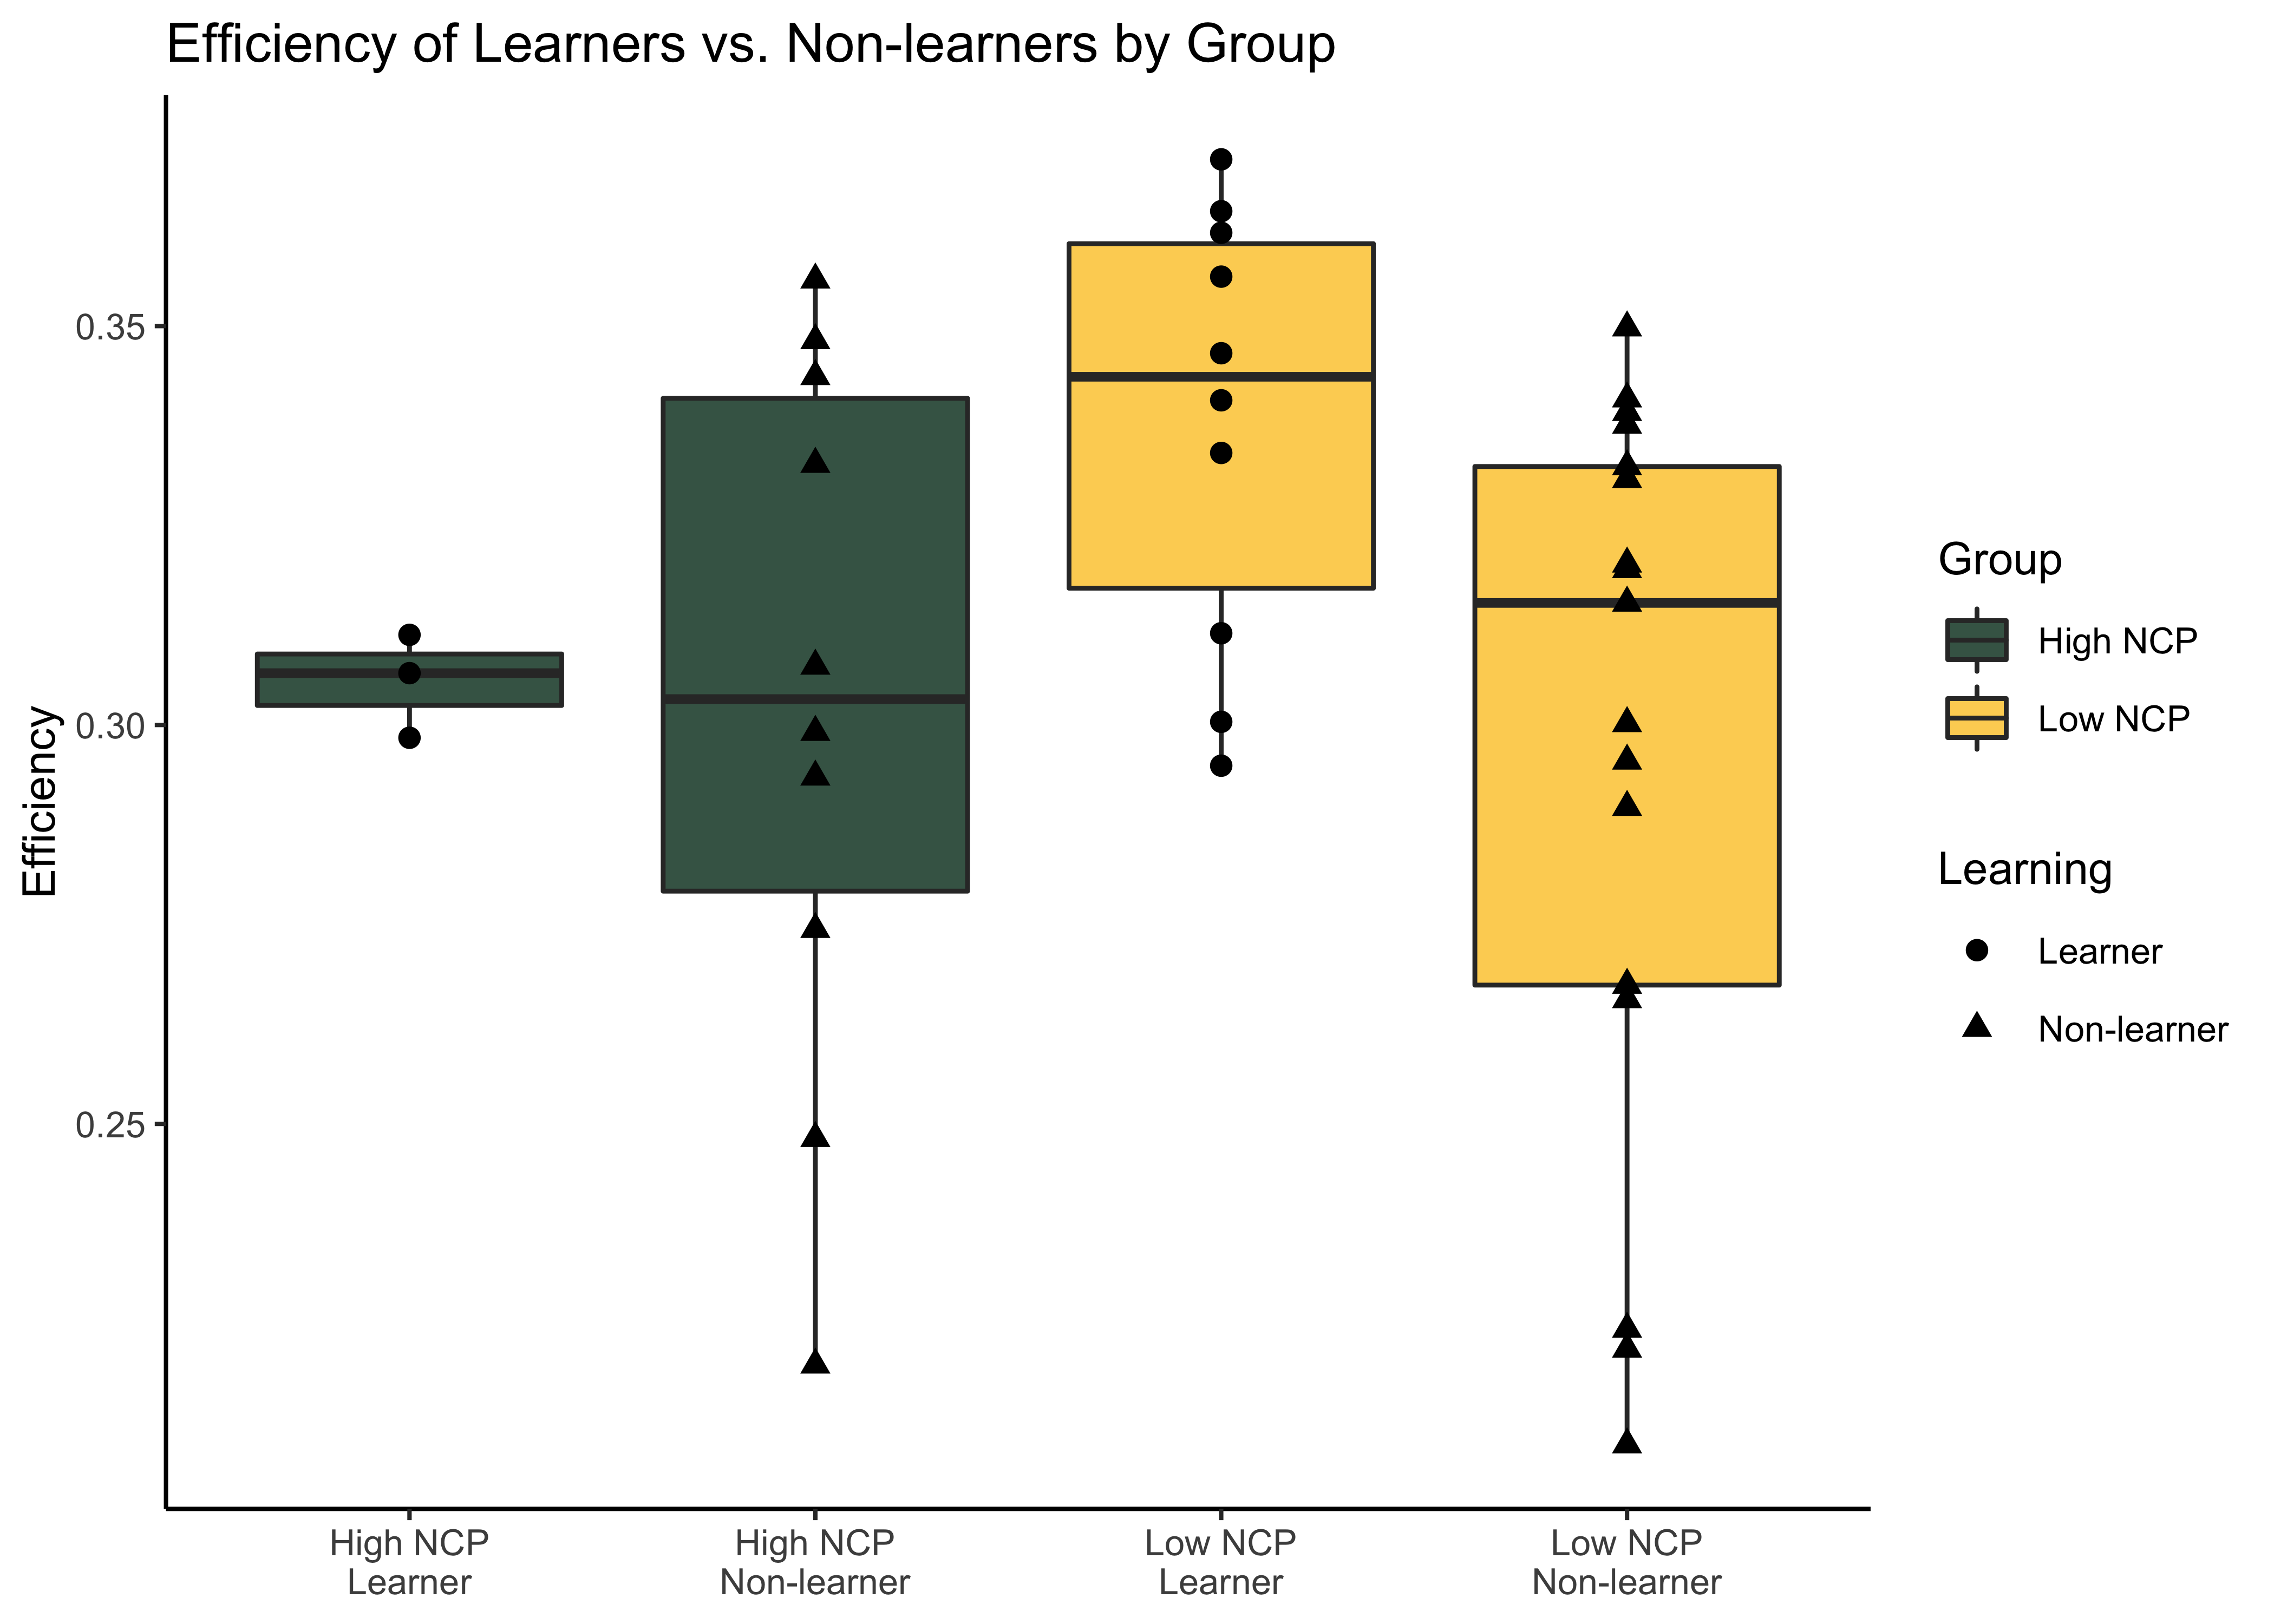 Efficiency of Learners vs. Non-learners by Group
Efficiency
0.35
0.30
0.25
High NCP
Learner
High NCP
Non-learner
Low NCP
Learner
Low NCP
Non-learner
Group
High NCP
Low NCP
Learning
Learner
Non-learner